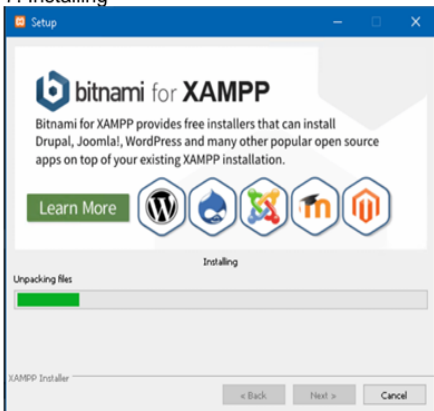 7. Installing
Setup
bitnami for XAMPP
Bitnami for XAMPP provides free installers that can install
Drupal, Joomla!, WordPress and many other popular open source
apps on top of your existing XAMPP installation.
Learn More
Installing
Unpacking files
XAMPP Installer
< Back
Next >
Cancel